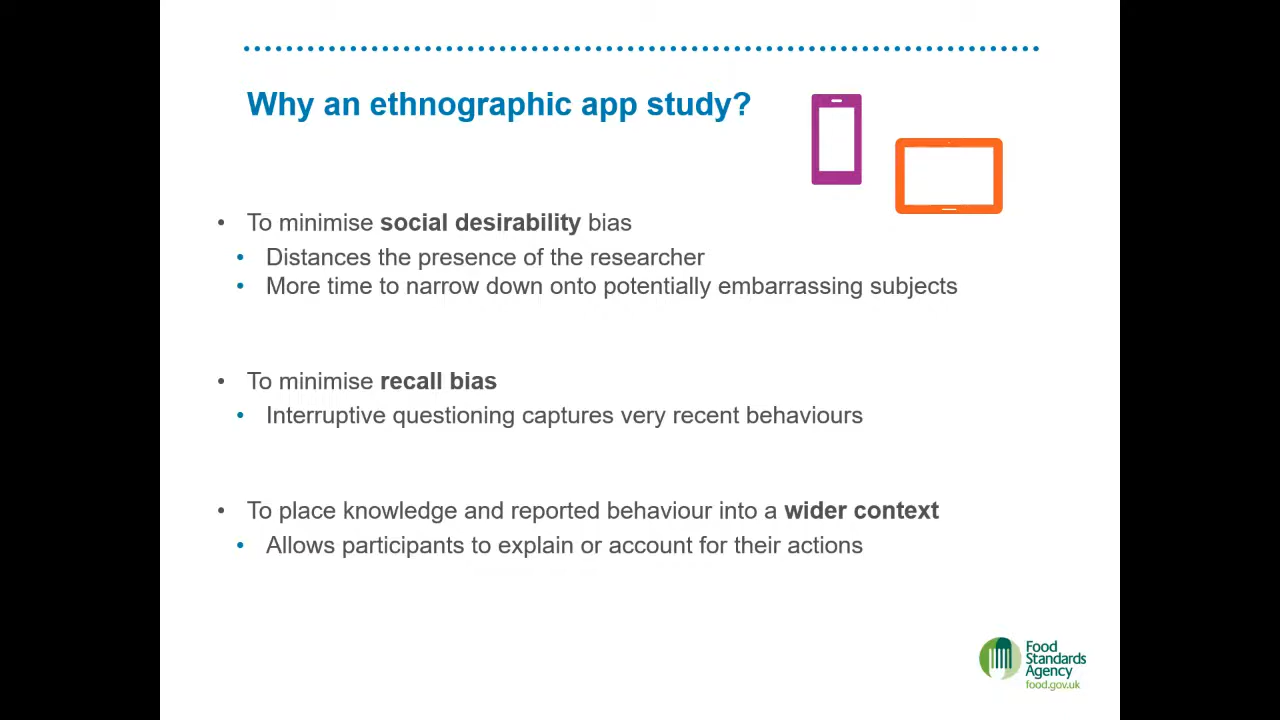 Why an ethnographic app study?
• To minimise social desirability bias
• Distances the presence of the researcher
• More time to narrow down onto potentially embarrassing subjects
• To minimise recall bias
• Interruptive questioning captures very recent behaviours
• To place knowledge and reported behaviour into a wider context
• Allows participants to explain or account for their actions
Food
Standards
Agency
food.gov.uk